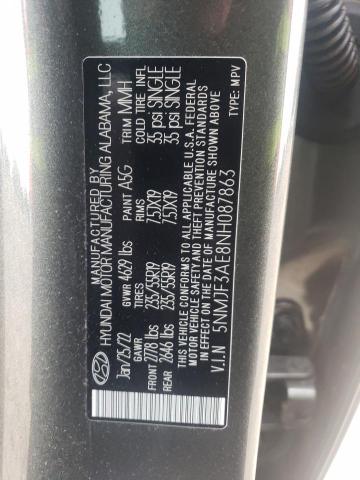 MANUFACTURED BY
HYUNDAI MOTOR MANUFACTURING ALABAMA, LLC
Jan/25/22 GVWR 4629 lbs PAINT A5G TRIM MMH
GAWR TIRES RIMS COLD TIRE INFL
FRONT 2778 lbs 235/55R19 7.5JX19 35 psi SINGLE
REAR 2646 lbs 235/55R19 7.5JX19 35 psi SINGLE
THIS VEHICLE CONFORMS TO ALL APPLICABLE U.S.A. FEDERAL
MOTOR VEHICLE SAFETY BUMPER, AND THEFT PREVENTION STANDARDS
IN EFFECT ON THE DATE OF MANUFACTURE SHOWN ABOVE
V.I.N 5NMJF3AE8NH087863 TYPE: MPV